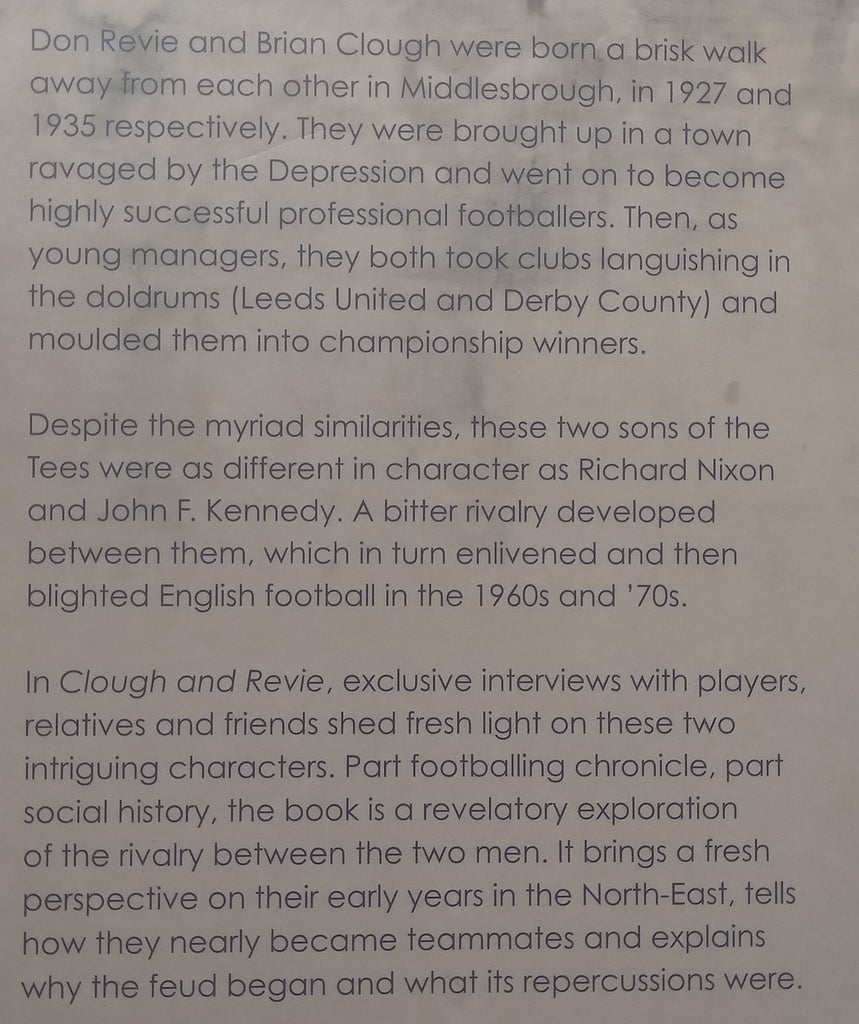 Don Revie and Brian Clough were born a brisk walk
away from each other in Middlesbrough, in 1927 and
1935 respectively. They were brought up in a town
ravaged by the Depression and went on to become
highly successful professional footballers. Then, as
young managers, they both took clubs languishing in
the doldrums (Leeds United and Derby County) and
moulded them into championship winners.
Despite the myriad similarities, these two sons of the
Tees were as different in character as Richard Nixon
and John F. Kennedy. A bitter rivalry developed
between them, which in turn enlivened and then
blighted English football in the 1960s and ’70s.
In Clough and Revie, exclusive interviews with players,
relatives and friends shed fresh light on these two
intriguing characters. Part footballing chronicle, part
social history, the book is a revelatory exploration
of the rivalry between the two men. It brings a fresh
perspective on their early years in the North-East, tells
how they nearly became teammates and explains
why the feud began and what its repercussions were.